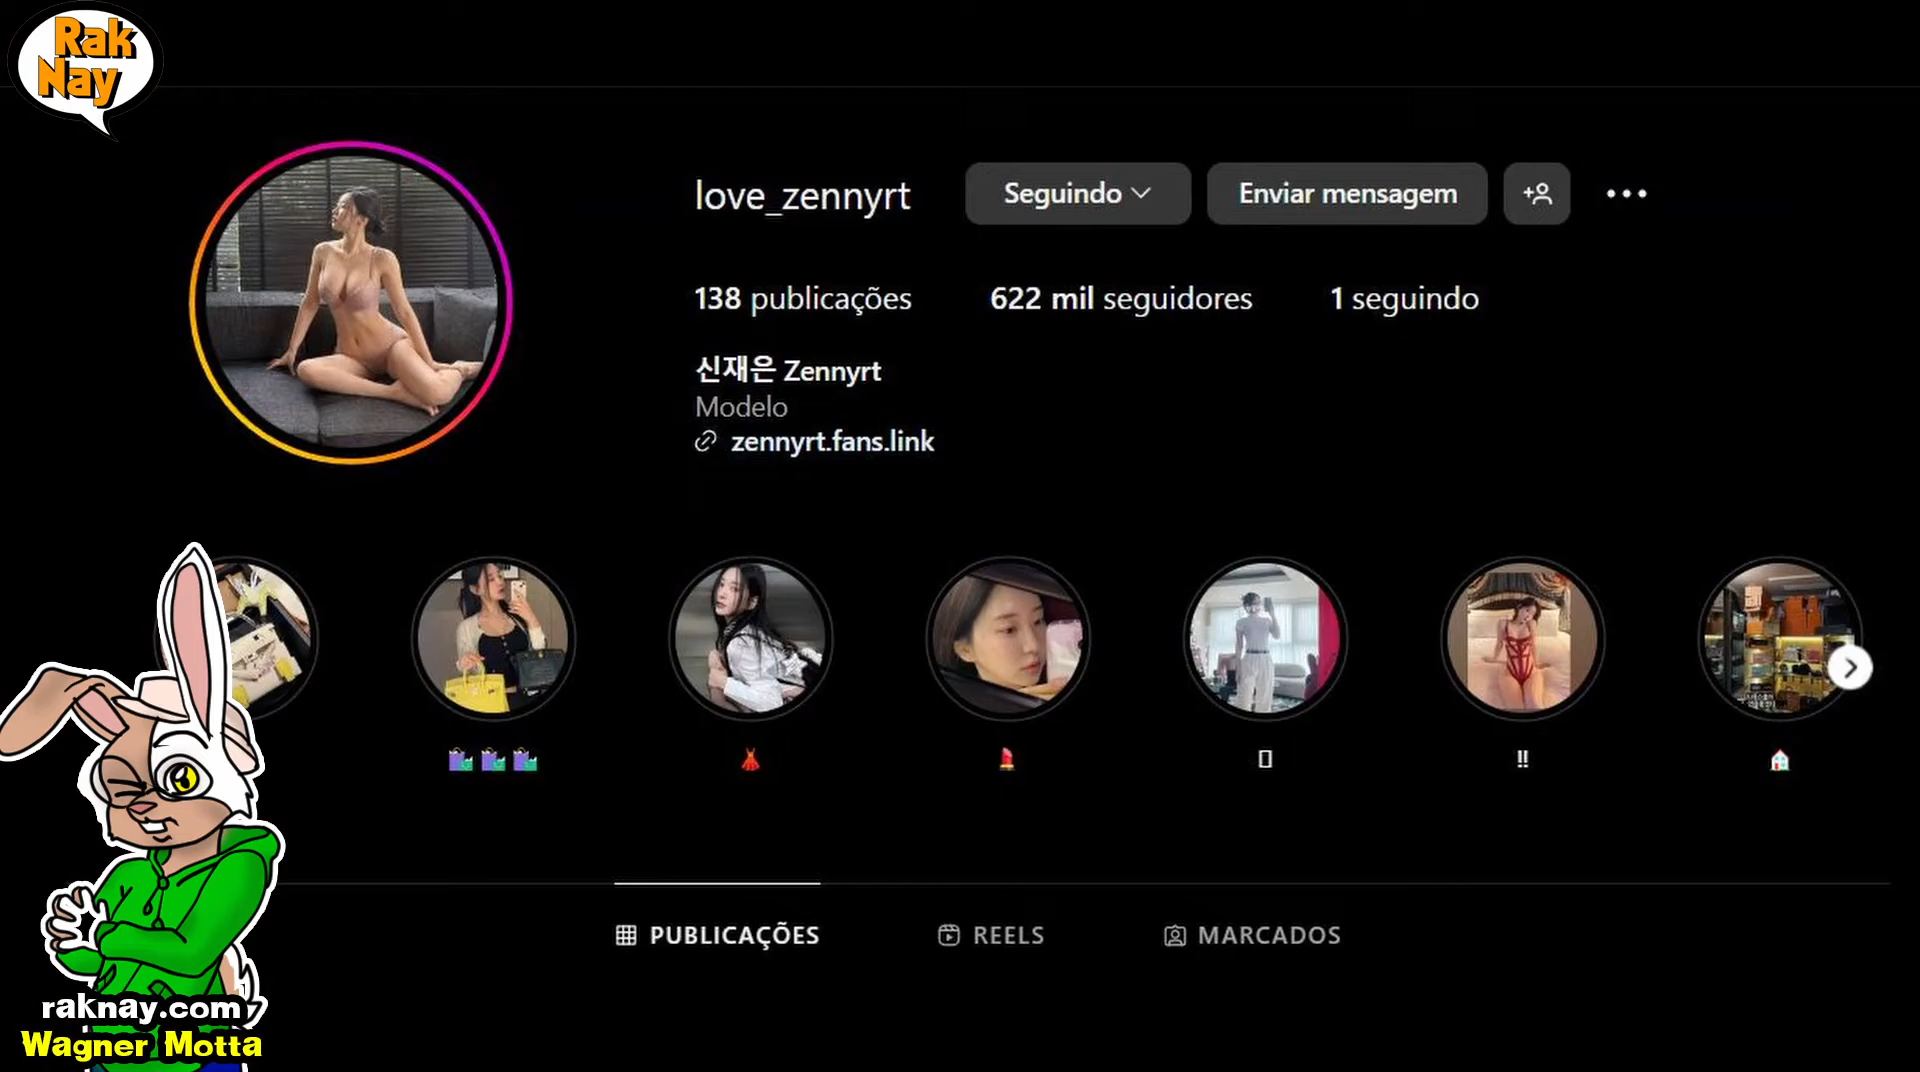 Rak
Nay
love_zennyrt
Seguindo
Enviar mensagem
138 publicações
622 mil seguidores
1 seguindo
신재은 Zennyrt
Modelo
zennyrt.fans.link
PUBLICAÇÕES
REELS
MARCADOS
raknay.com
Wagner Motta